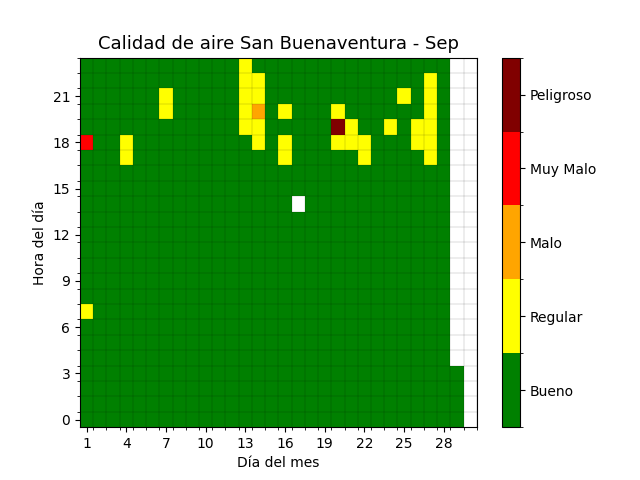 Calidad de aire San Buenaventura - Sep
Hora del día
21
18
15
12
9
6
3
0
1 4 7 10 13 16 19 22 25 28
Día del mes
Peligroso
Muy Malo
Malo
Regular
Bueno